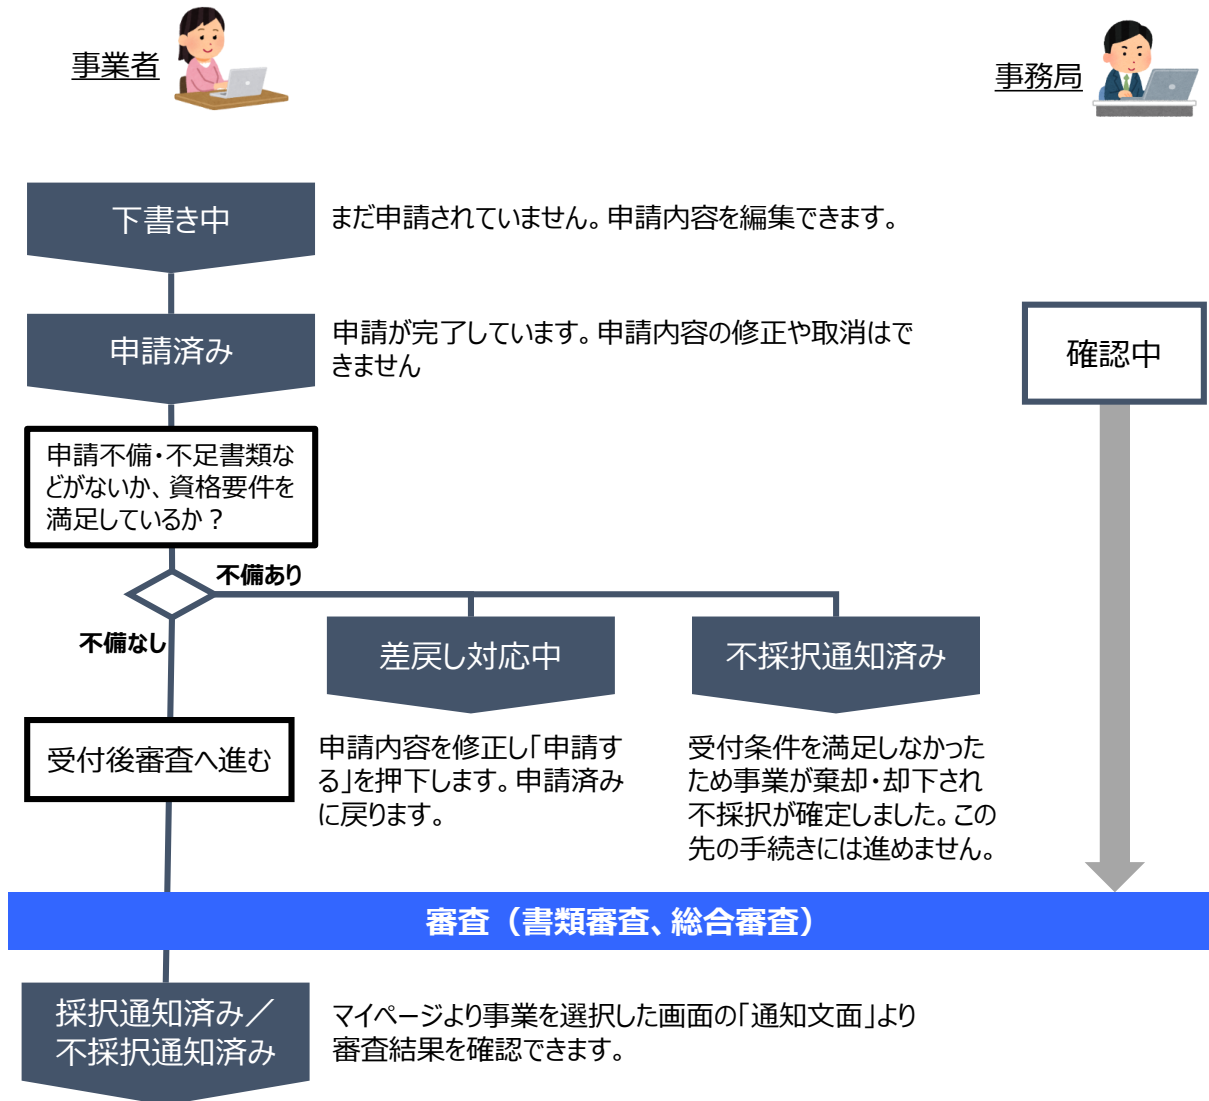 事業者
事務局
下書き中
まだ申請されていません。申請内容を編集できます。
申請済み
申請が完了しています。申請内容の修正や取消はで
きません
確認中
申請不備・不足書類な
どがないか、資格要件を
満足しているか？
不備あり
不備なし
差戻し対応中
不採択通知済み
受付後審査へ進む
申請内容を修正し「申請す
る」を押下します。申請済み
に戻ります。
受付条件を満足しなかった
ため事業が棄却・却下され
不採択が確定しました。この
先の手続きには進めません。
審査（書類審査、総合審査）
採択通知済み／
不採択通知済み
マイページより事業を選択した画面の「通知文面」より
審査結果を確認できます。